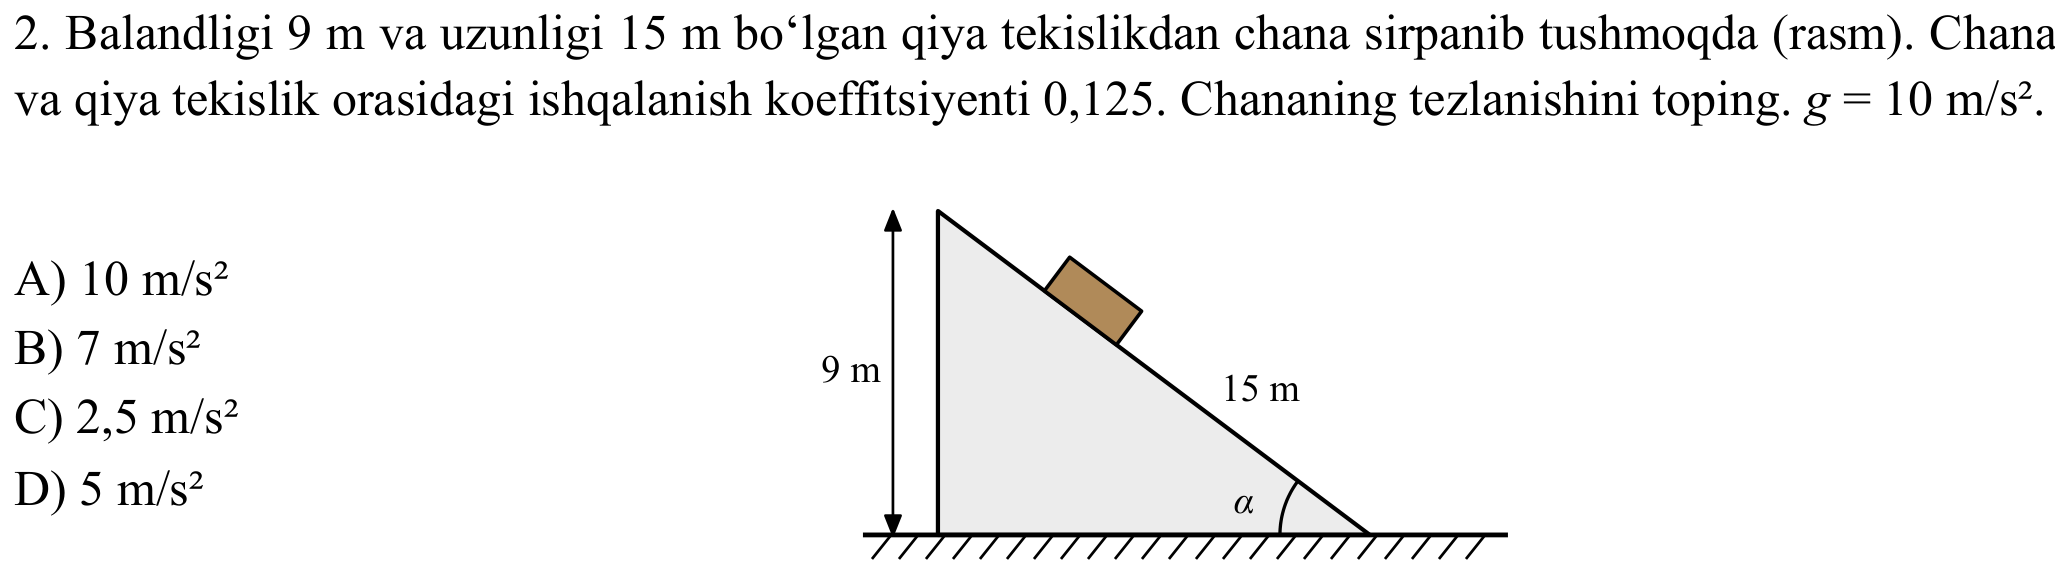 2. Balandligi 9 m va uzunligi 15 m bo‘lgan qiya tekislikdan chana sirpanib tushmoqda (rasm). Chana
va qiya tekislik orasidagi ishqalanish koeffitsiyenti 0,125. Chananing tezlanishini toping. g = 10 m/s².
A) 10 m/s²
B) 7 m/s²
C) 2,5 m/s²
D) 5 m/s²
9 m
15 m
α